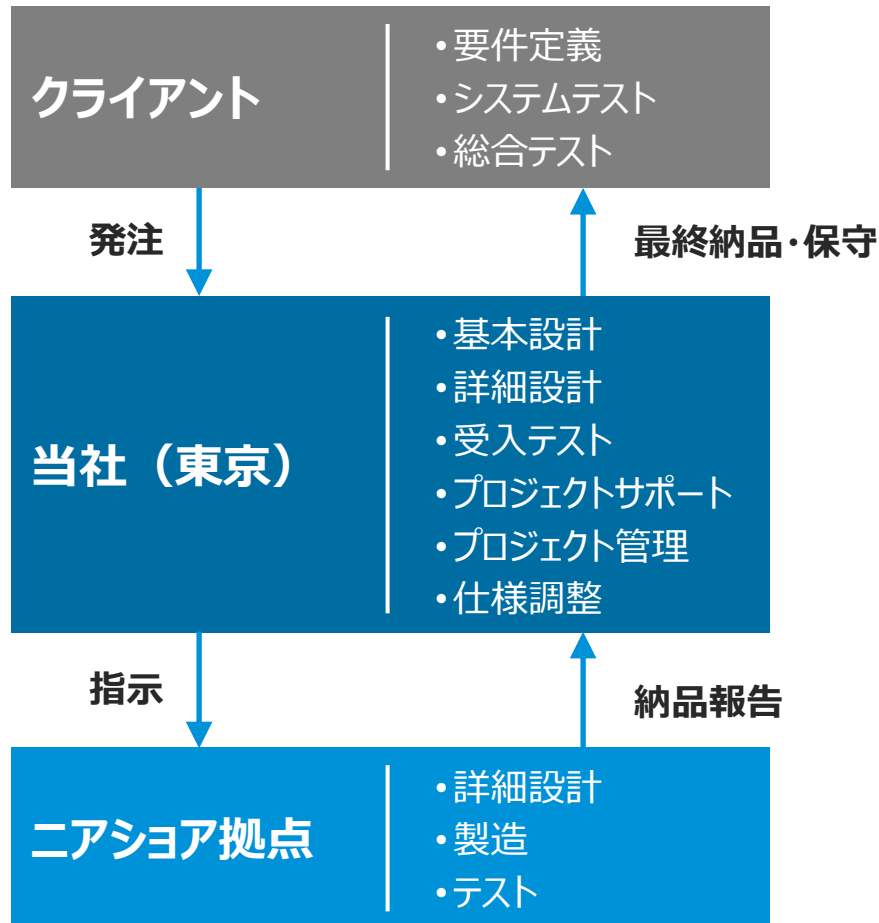 クライアント
•要件定義
•システムテスト
•総合テスト
発注
最終納品・保守
当社（東京）
•基本設計
•詳細設計
•受入テスト
•プロジェクトサポート
•プロジェクト管理
•仕様調整
指示
納品報告
ニアショア拠点
•詳細設計
•製造
•テスト